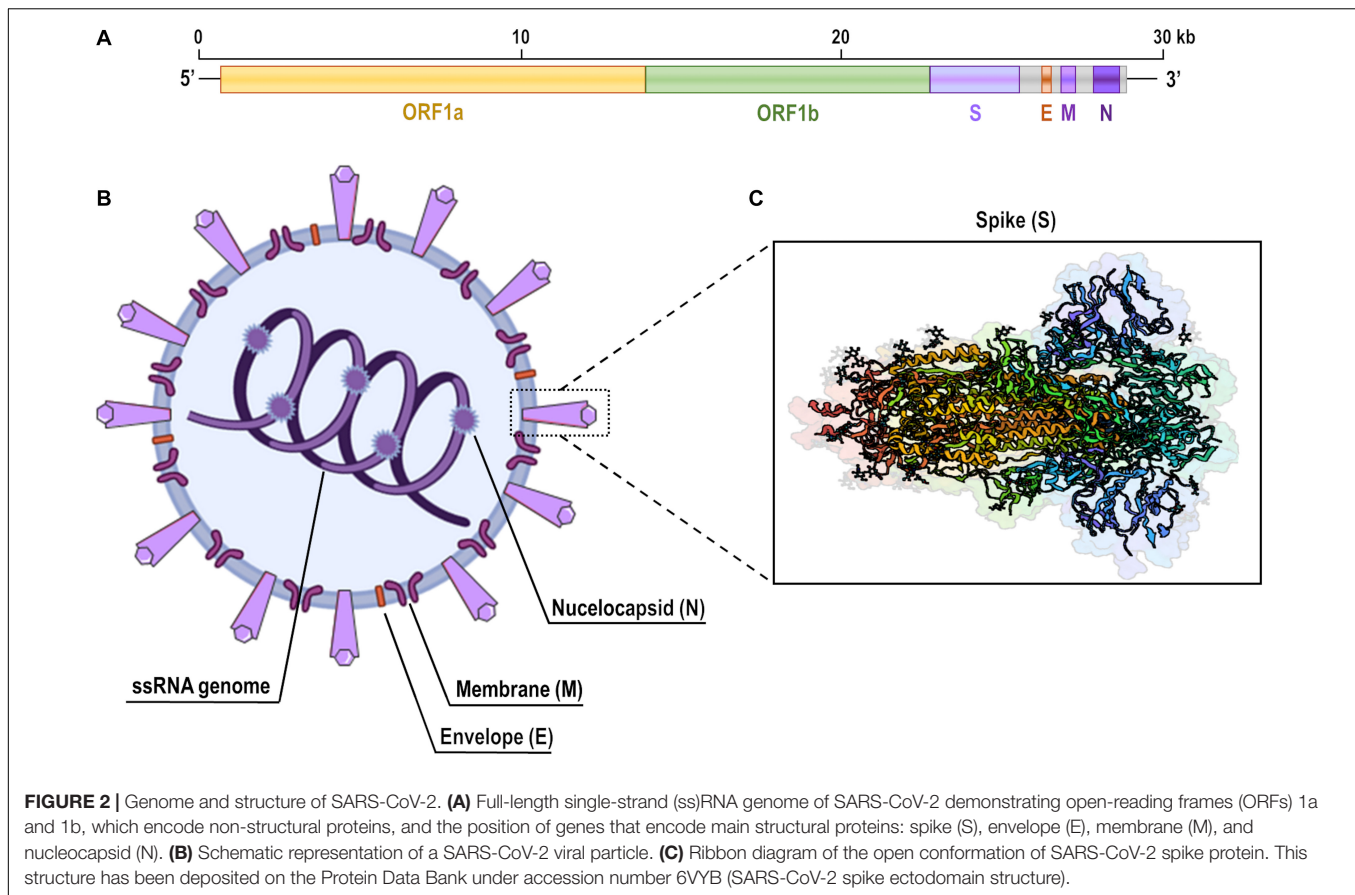 A
0 10 20 30 kb
5’ 3’
ORF1a ORF1b S E M N
B
C
Spike (S)
Nucelocapsid (N)
ssRNA genome
Membrane (M)
Envelope (E)
FIGURE 2 | Genome and structure of SARS-CoV-2. (A) Full-length single-strand (ss)RNA genome of SARS-CoV-2 demonstrating open-reading frames (ORFs) 1a
and 1b, which encode non-structural proteins, and the position of genes that encode main structural proteins: spike (S), envelope (E), membrane (M), and
nucleocapsid (N). (B) Schematic representation of a SARS-CoV-2 viral particle. (C) Ribbon diagram of the open conformation of SARS-CoV-2 spike protein. This
structure has been deposited on the Protein Data Bank under accession number 6VYB (SARS-CoV-2 spike ectodomain structure).